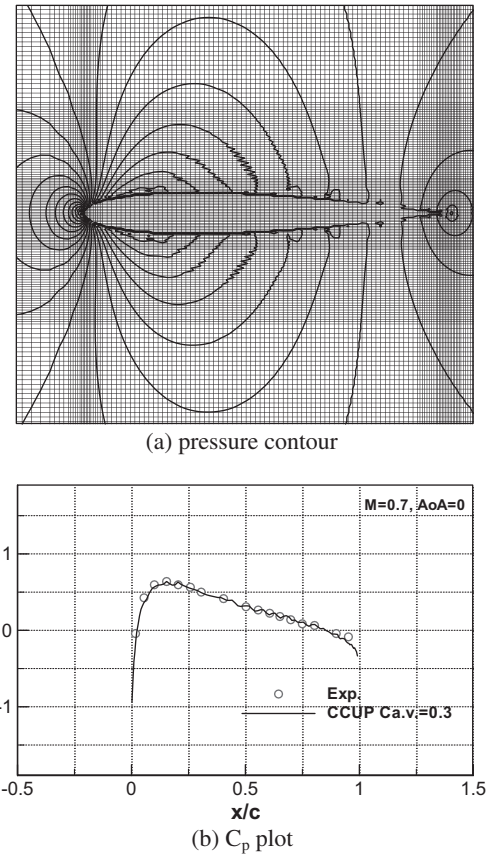 (a) pressure contour
M=0.7, AoA=0
1
0
-1
Exp.
CCUP Ca.v.=0.3
-0.5 0 0.5 1 1.5
x/c
(b) Cp plot